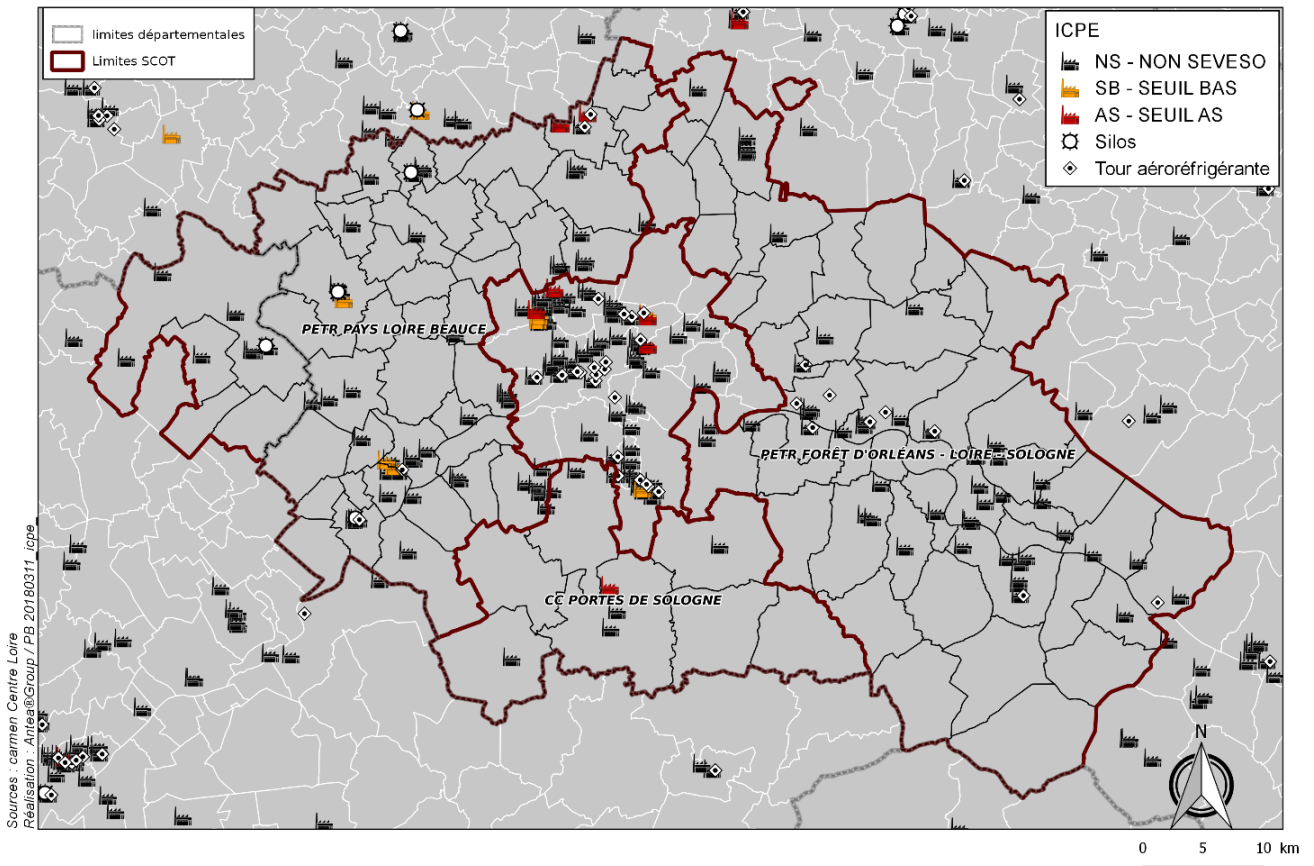 limites départementales
Limites SCOT
ICPE
NS - NON SEVESO
SB - SEUIL BAS
AS - SEUIL AS
Silos
Tour aéroréfrigérante
PETR PAYS LOIRE BEAUCE
PETR FORÊT D'ORLÉANS - LOIRE - SOLOGNE
CC PORTES DE SOLOGNE
Sources : carmen Centre Loire
Réalisation : Antea®Group / PB 20180311_icpe_
N
0 5 10 km